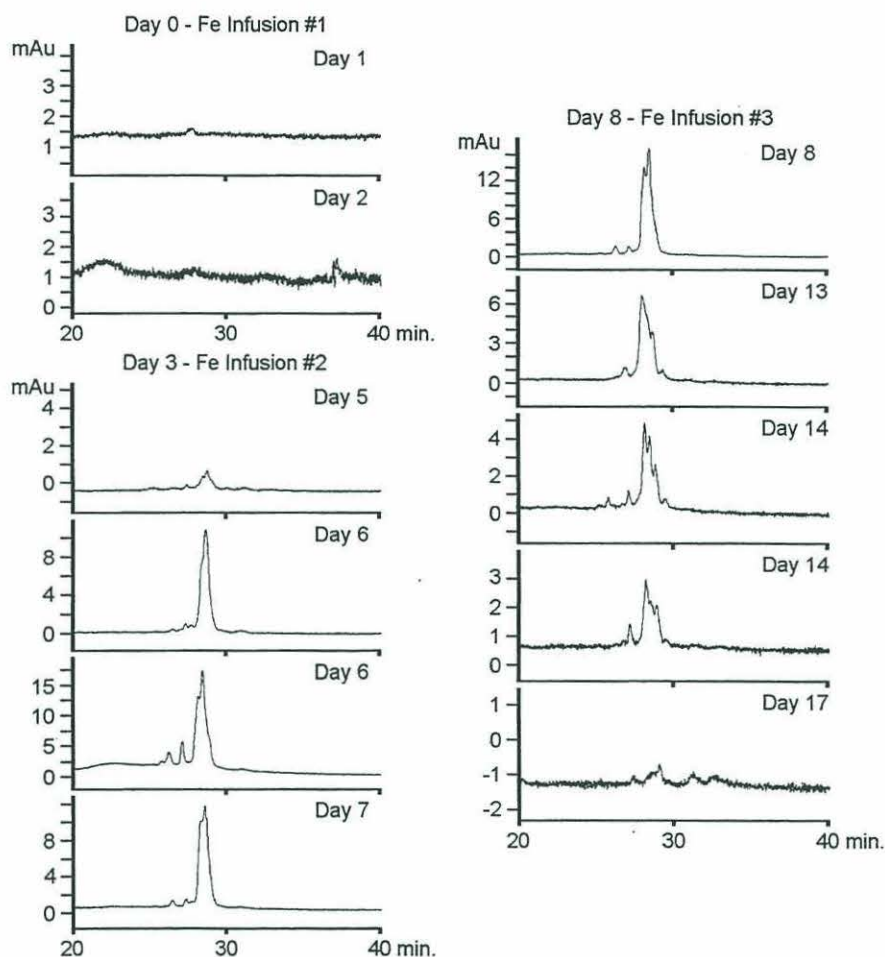 Day 0 - Fe Infusion #1
mAu
Day 1
3
2
1
Day 2
3
2
1
0
20 30 40 min.
Day 3 - Fe Infusion #2
mAu
Day 5
4
2
0
Day 6
8
4
0
Day 6
15
10
5
0
Day 7
8
4
0
20 30 40 min.
Day 8 - Fe Infusion #3
mAu
Day 8
12
6
0
Day 13
6
3
0
Day 14
4
2
0
Day 14
3
2
1
0
Day 17
1
0
-1
-2
20 30 40 min.